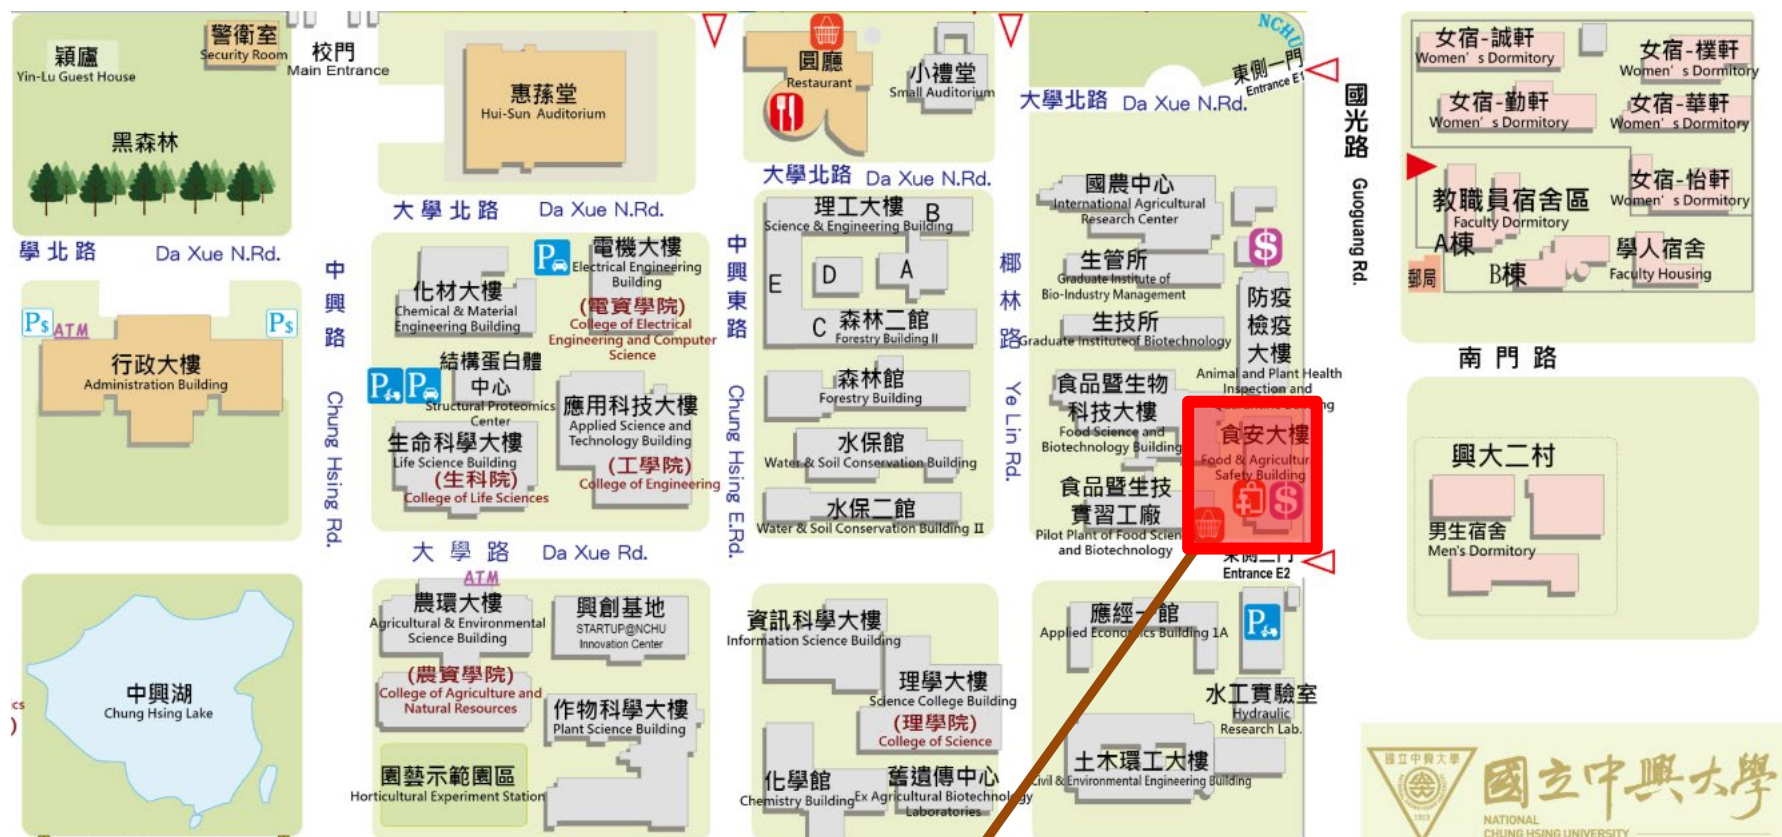 穎廬
Yin-Lu Guest House
警衛室
Security Room
校門
Main Entrance
黑森林
惠蓀堂
Hui-Sun Auditorium
圓廳
Restaurant
小禮堂
Small Auditorium
NCHU
東側一門
Entrance E1
大學北路 Da Xue N.Rd.
國光路 Guoguang Rd.
女宿-誠軒
Women's Dormitory
女宿-樸軒
Women's Dormitory
女宿-勤軒
Women's Dormitory
女宿-華軒
Women's Dormitory
教職員宿舍區
Faculty Dormitory
A棟
B棟
女宿-怡軒
Women's Dormitory
學人宿舍
Faculty Housing
郵局
南門路
學北路 Da Xue N.Rd.
大學北路 Da Xue N.Rd.
大學北路 Da Xue N.Rd.
中興路 Chung Hsing Rd.
中興東路 Chung Hsing E.Rd.
椰林路 Ye Lin Rd.
P$
ATM
P$
行政大樓
Administration Building
化材大樓
Chemical & Material
Engineering Building
P
電機大樓
Electrical Engineering
Building
(電資學院)
College of Electrical
Engineering and Computer
Science
P
P
結構蛋白體
中心
Structural Proteomics
Center
應用科技大樓
Applied Science and
Technology Building
(工學院)
College of Engineering
生命科學大樓
Life Science Building
(生科院)
College of Life Sciences
理工大樓
Science & Engineering Building
B
A
D
E
C
森林二館
Forestry Building II
森林館
Forestry Building
水保館
Water & Soil Conservation Building
水保二館
Water & Soil Conservation Building II
國農中心
International Agricultural
Research Center
$
生管所
Graduate Institute of
Bio-Industry Management
生技所
Graduate Instituteof Biotechnology
防疫
檢疫
大樓
Animal and Plant Health
Inspection and
食品暨生物
科技大樓
Food Science and
Biotechnology Building
食安大樓
Food & Agricultural
Safety Building
$
食品暨生技
實習工廠
Pilot Plant of Food Scien
and Biotechnology
Entrance E2
興大二村
男生宿舍
Men's Dormitory
大學路 Da Xue Rd.
中興湖
Chung Hsing Lake
ATM
農環大樓
Agricultural & Environmental
Science Building
(農資學院)
College of Agriculture and
Natural Resources
興創基地
STARTUP@NCHU
Innovation Center
作物科學大樓
Plant Science Building
園藝示範園區
Horticultural Experiment Station
資訊科學大樓
Information Science Building
理學大樓
Science College Building
(理學院)
College of Science
化學館
Chemistry Building
舊遺傳中心
Ex Agricultural Biotechnology
Laboratories
應經一館
Applied Economics Building 1A
P
水工實驗室
Hydraulic
Research Lab.
土木環工大樓
Civil & Environmental Engineering Building
國立中興大學
國立中興大學
NATIONAL
CHUNG HSING UNIVERSITY